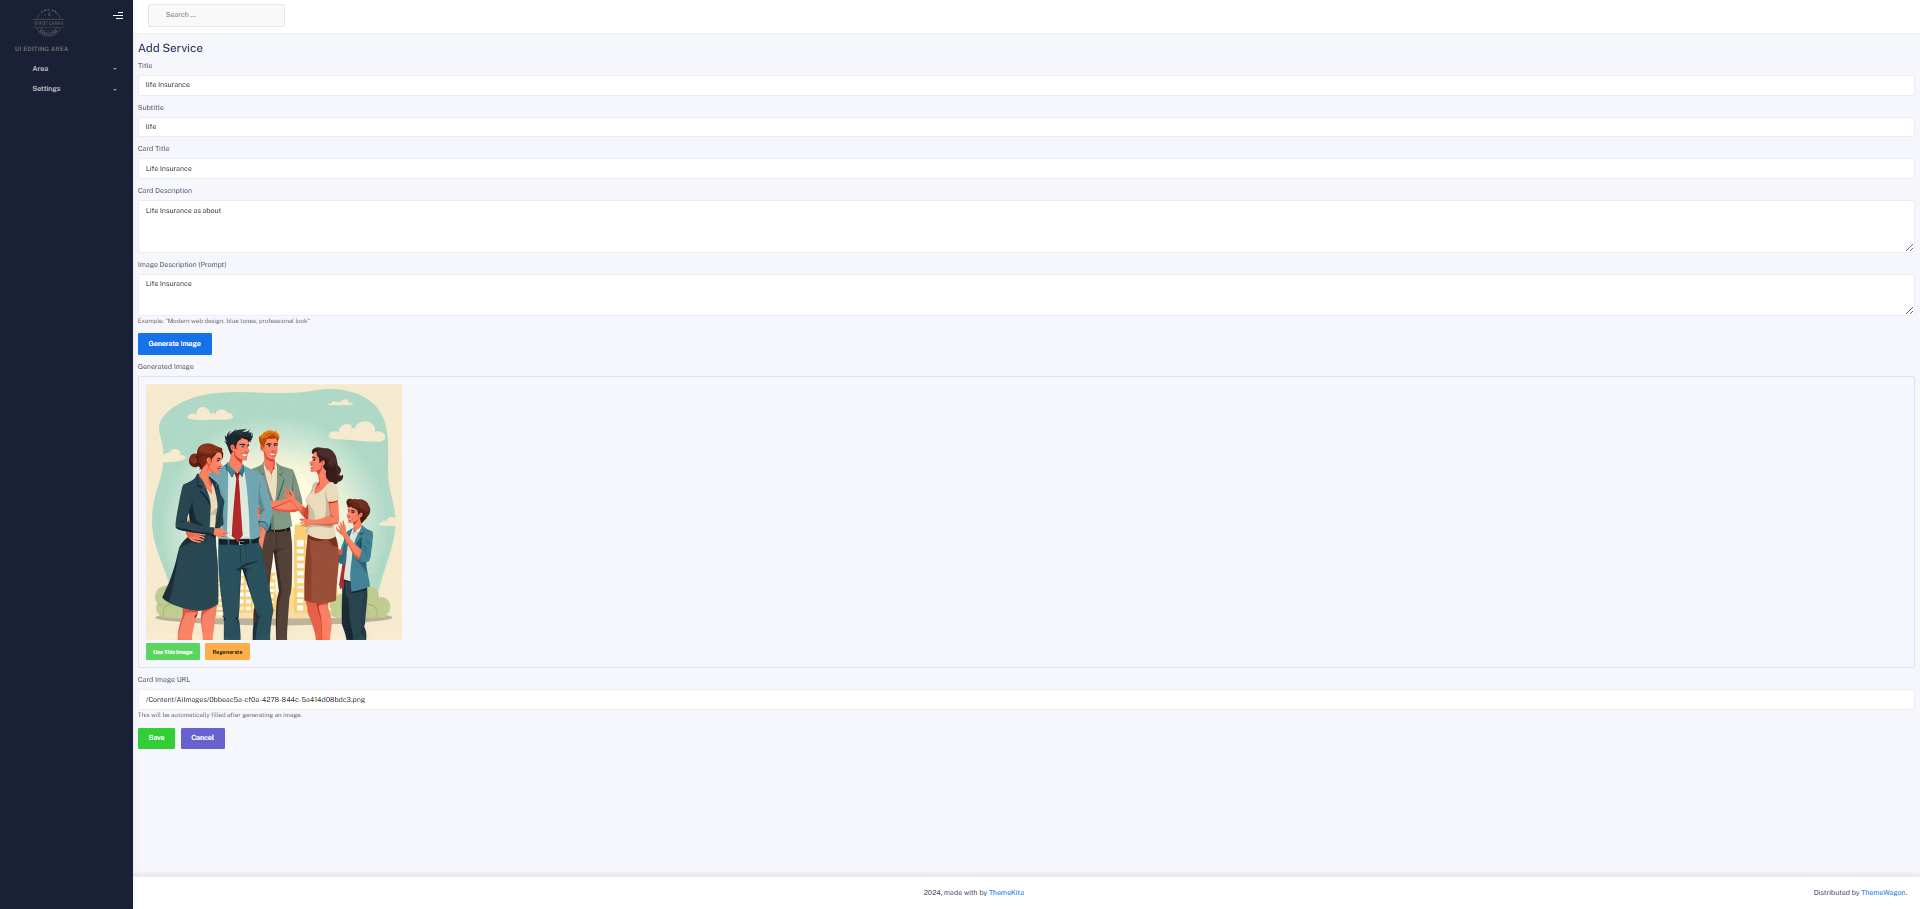 Search ...
UI EDITING AREA
Area
Settings
Add Service
Title
life Insurance
Subtitle
life
Card Title
Life Insurance
Card Description
Life Insurance as about
Image Description (Prompt)
Life Insurance
Example: "Modern web design, blue tones, professional look"
Generate Image
Generated Image
Use This Image
Regenerate
Card Image URL
/Content/AiImages/0bbeac5a-cf0a-4278-844c-5a414d08bdc3.png
This will be automatically filled after generating an image.
Save
Cancel
2024, made with by ThemeKita
Distributed by ThemeWagon.